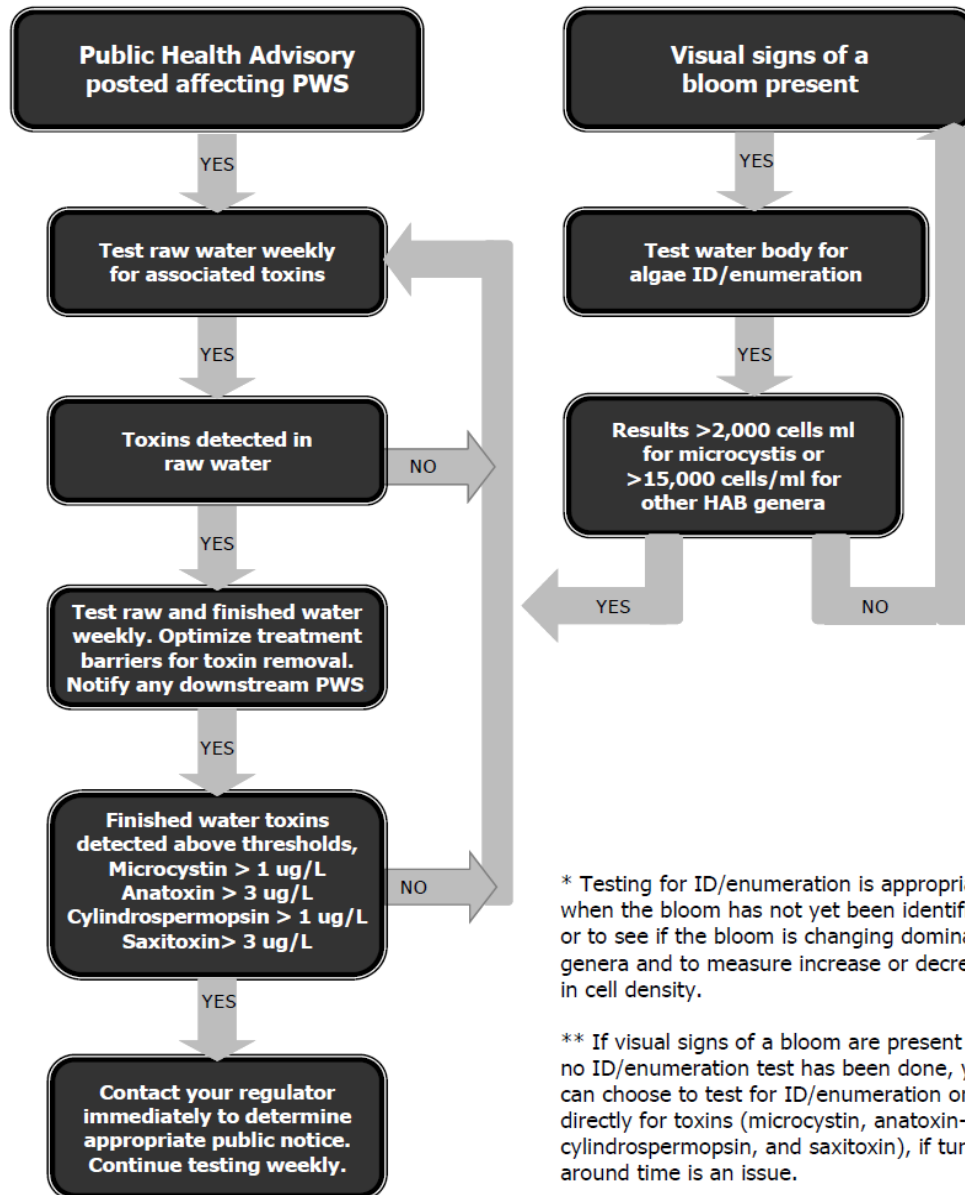 Public Health Advisory
posted affecting PWS
YES
Test raw water weekly
for associated toxins
YES
Toxins detected in
raw water
NO
YES
Test raw and finished water
weekly. Optimize treatment
barriers for toxin removal.
Notify any downstream PWS
YES
Finished water toxins
detected above thresholds,
Microcystin > 1 ug/L
Anatoxin > 3 ug/L
Cylindrospermopsin > 1 ug/L
Saxitoxin> 3 ug/L
NO
YES
Contact your regulator
immediately to determine
appropriate public notice.
Continue testing weekly.
Visual signs of a
bloom present
YES
Test water body for
algae ID/enumeration
YES
Results >2,000 cells ml
for microcystis or
>15,000 cells/ml for
other HAB genera
YES
NO
* Testing for ID/enumeration is
when the bloom has not yet been
or to see if the bloom is changing
genera and to measure increase or
in cell density.
** If visual signs of a bloom are present
no ID/enumeration test has been done,
can choose to test for ID/enumeration
directly for toxins (microcystin,
cylindrospermopsin, and saxitoxin), if
around time is an issue.